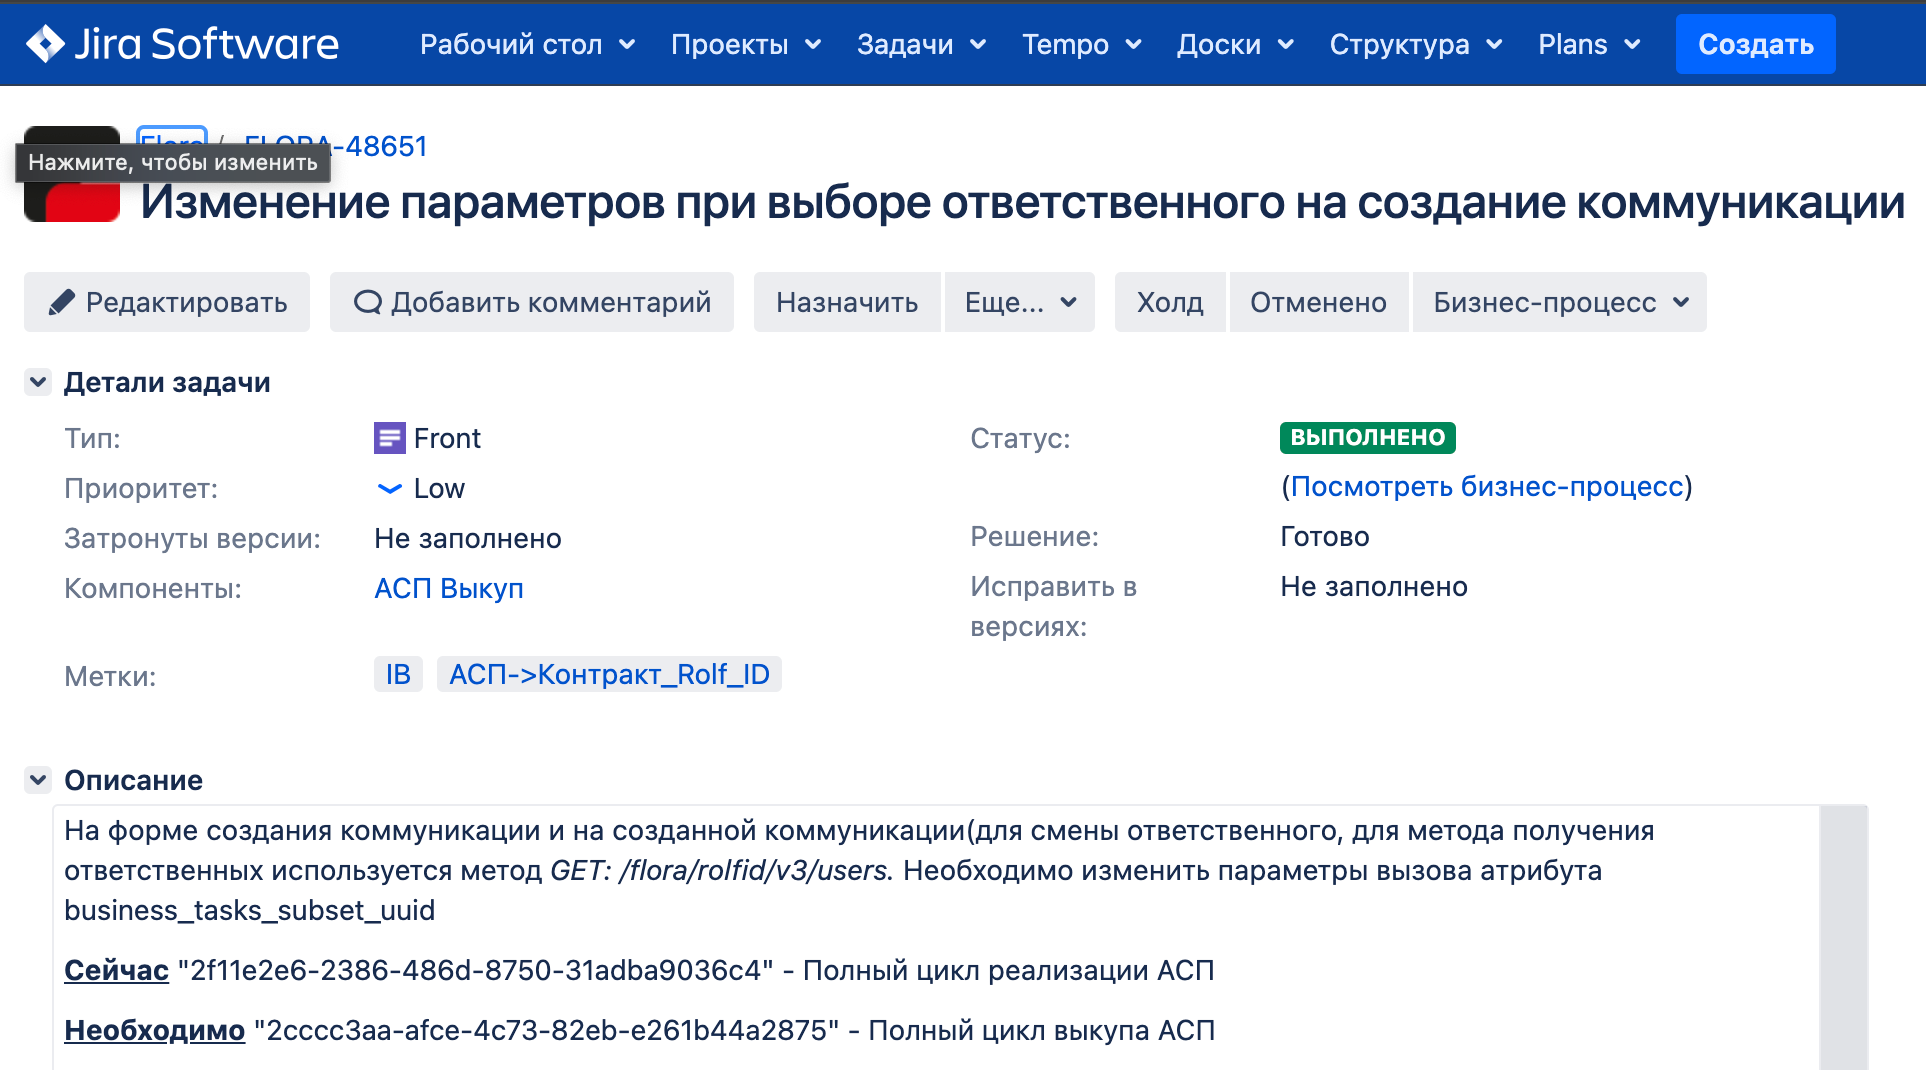 Jira Software Рабочий стол Проекты Задачи Tempo Доски Структура Plans Создать
Flora / FLORA-48651
Нажмите, чтобы изменить
Изменение параметров при выборе ответственного на создание коммуникации
Редактировать Добавить комментарий Назначить Еще... Холд Отменено Бизнес-процесс
Детали задачи
Тип: Front Статус: ВЫПОЛНЕНО
Приоритет: Low (Посмотреть бизнес-процесс)
Затронуты версии: Не заполнено Решение: Готово
Компоненты: АСП Выкуп Исправить в Не заполнено
версиях:
Метки: IB АСП->Контракт_Rolf_ID
Описание
На форме создания коммуникации и на созданной коммуникации(для смены ответственного, для метода получения
ответственных используется метод GET: /flora/rolfid/v3/users. Необходимо изменить параметры вызова атрибута
business_tasks_subset_uuid
Сейчас "2f11e2e6-2386-486d-8750-31adba9036c4" - Полный цикл реализации АСП
Необходимо "2cccc3aa-afce-4c73-82eb-e261b44a2875" - Полный цикл выкупа АСП